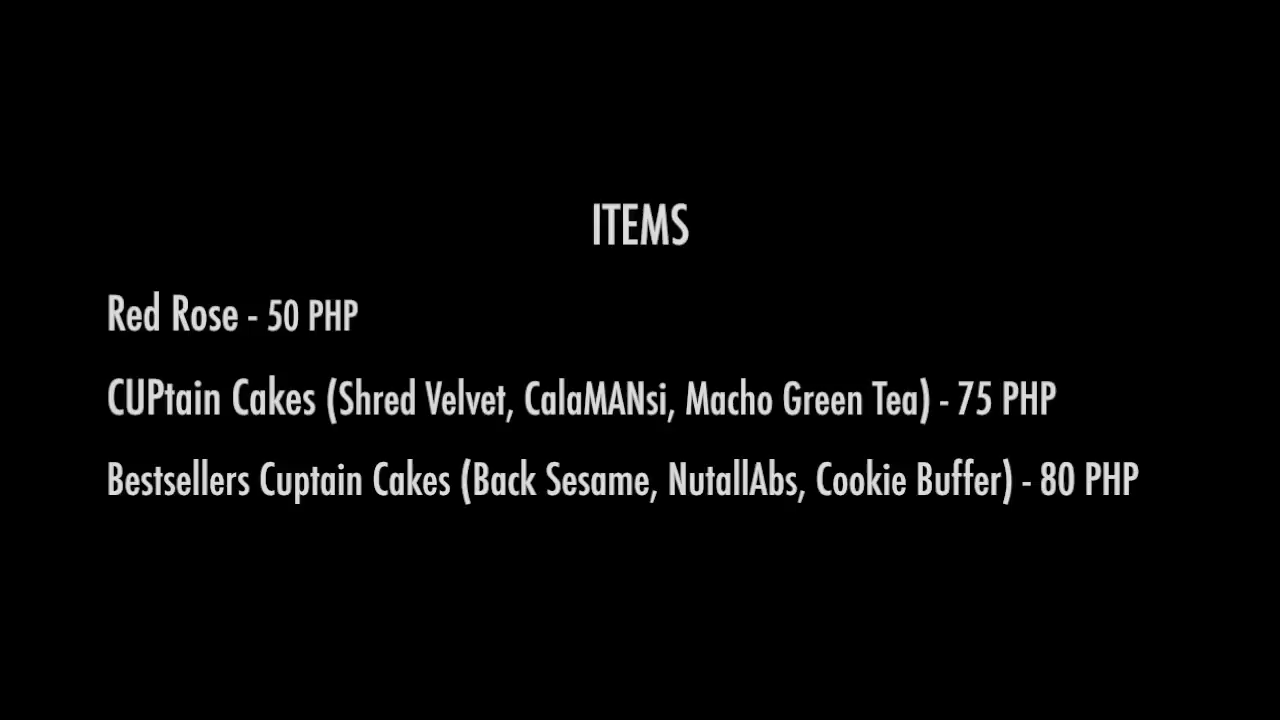 ITEMS
Red Rose - 50 PHP
CUPtain Cakes (Shred Velvet, CalaMANsi, Macho Green Tea) - 75 PHP
Bestsellers Cuptain Cakes (Back Sesame, NutallAbs, Cookie Buffer) - 80 PHP